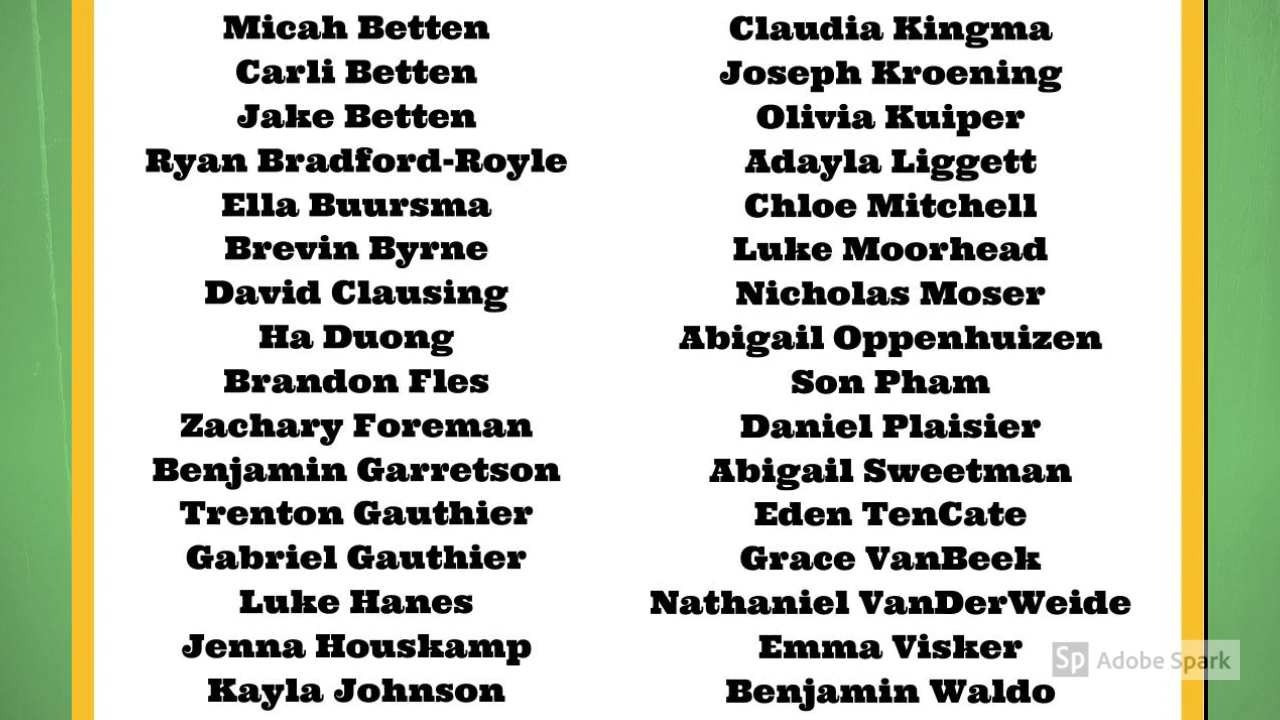 Micah Betten
Carli Betten
Jake Betten
Ryan Bradford-Royle
Ella Buursma
Brevin Byrne
David Clausing
Ha Duong
Brandon Fles
Zachary Foreman
Benjamin Garretson
Trenton Gauthier
Gabriel Gauthier
Luke Hanes
Jenna Houskamp
Kayla Johnson
Claudia Kingma
Joseph Kroening
Olivia Kuiper
Adayla Liggett
Chloe Mitchell
Luke Moorhead
Nicholas Moser
Abigail Oppenhuizen
Son Pham
Daniel Plaisier
Abigail Sweetman
Eden TenCate
Grace VanBeek
Nathaniel VanDerWeide
Emma Visker
Benjamin Waldo
Sp Adobe Spark